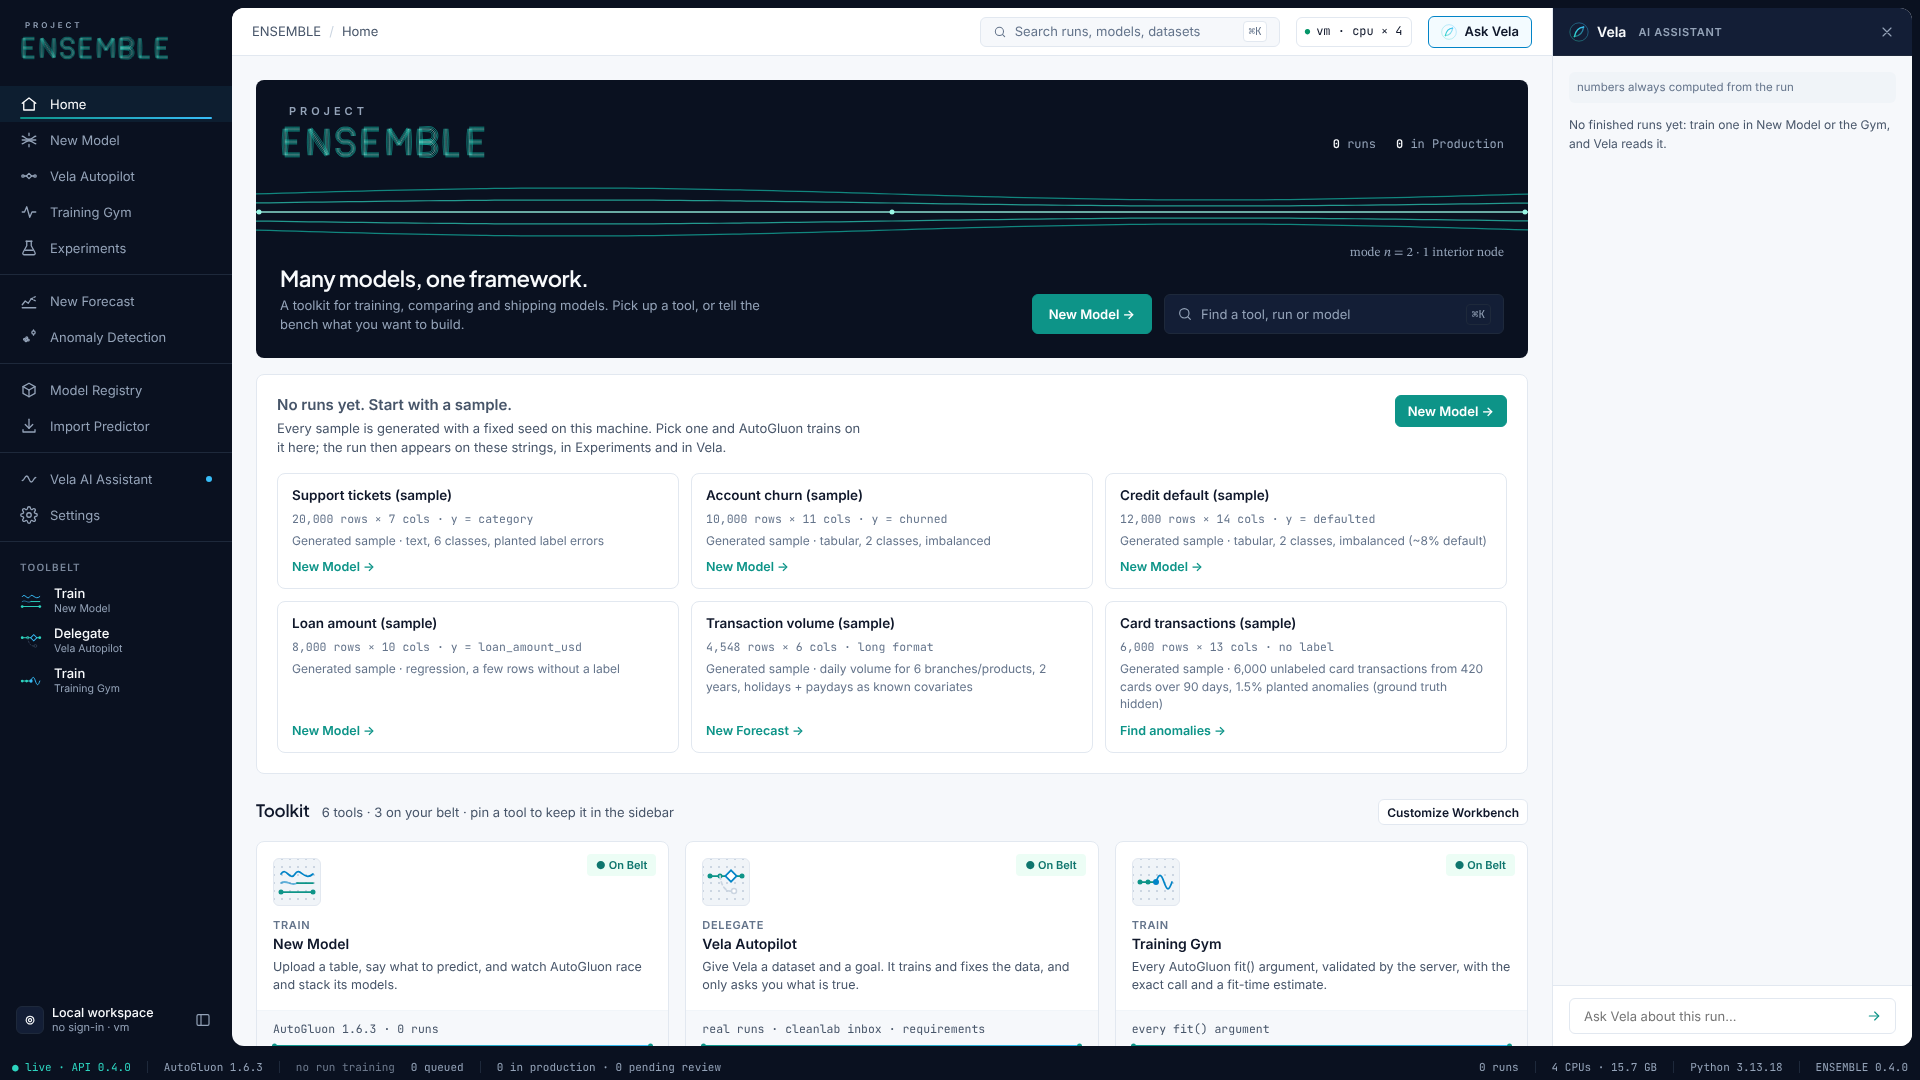 PROJECT
ENSEMBLE
Home
New Model
Vela Autopilot
Training Gym
Experiments
New Forecast
Anomaly Detection
Model Registry
Import Predictor
Vela AI Assistant
Settings
TOOLBELT
Train
New Model
Delegate
Vela Autopilot
Train
Training Gym
Local workspace
no sign-in · vm
ENSEMBLE / Home
Search runs, models, datasets ⌘K
vm · cpu × 4
Ask Vela
PROJECT
ENSEMBLE
0 runs 0 in Production
mode n = 2 · 1 interior node
Many models, one framework.
A toolkit for training, comparing and shipping models. Pick up a tool, or tell the
bench what you want to build.
New Model →
Find a tool, run or model ⌘K
No runs yet. Start with a sample.
Every sample is generated with a fixed seed on this machine. Pick one and AutoGluon trains on
it here; the run then appears on these strings, in Experiments and in Vela.
New Model →
Support tickets (sample)
20,000 rows × 7 cols · y = category
Generated sample · text, 6 classes, planted label errors
New Model →
Account churn (sample)
10,000 rows × 11 cols · y = churned
Generated sample · tabular, 2 classes, imbalanced
New Model →
Credit default (sample)
12,000 rows × 14 cols · y = defaulted
Generated sample · tabular, 2 classes, imbalanced (~8% default)
New Model →
Loan amount (sample)
8,000 rows × 10 cols · y = loan_amount_usd
Generated sample · regression, a few rows without a label
New Model →
Transaction volume (sample)
4,548 rows × 6 cols · long format
Generated sample · daily volume for 6 branches/products, 2
years, holidays + paydays as known covariates
New Forecast →
Card transactions (sample)
6,000 rows × 13 cols · no label
Generated sample · 6,000 unlabeled card transactions from 420
cards over 90 days, 1.5% planted anomalies (ground truth
hidden)
Find anomalies →
Toolkit 6 tools · 3 on your belt · pin a tool to keep it in the sidebar
Customize Workbench
On Belt
TRAIN
New Model
Upload a table, say what to predict, and watch AutoGluon race
and stack its models.
AutoGluon 1.6.3 · 0 runs
On Belt
DELEGATE
Vela Autopilot
Give Vela a dataset and a goal. It trains and fixes the data, and
only asks you what is true.
real runs · cleanlab inbox · requirements
On Belt
TRAIN
Training Gym
Every AutoGluon fit() argument, validated by the server, with the
exact call and a fit-time estimate.
every fit() argument
Vela AI ASSISTANT
numbers always computed from the run
No finished runs yet: train one in New Model or the Gym,
and Vela reads it.
Ask Vela about this run...
live · API 0.4.0 AutoGluon 1.6.3 no run training 0 queued 0 in production · 0 pending review 0 runs 4 CPUs · 15.7 GB Python 3.13.18 ENSEMBLE 0.4.0